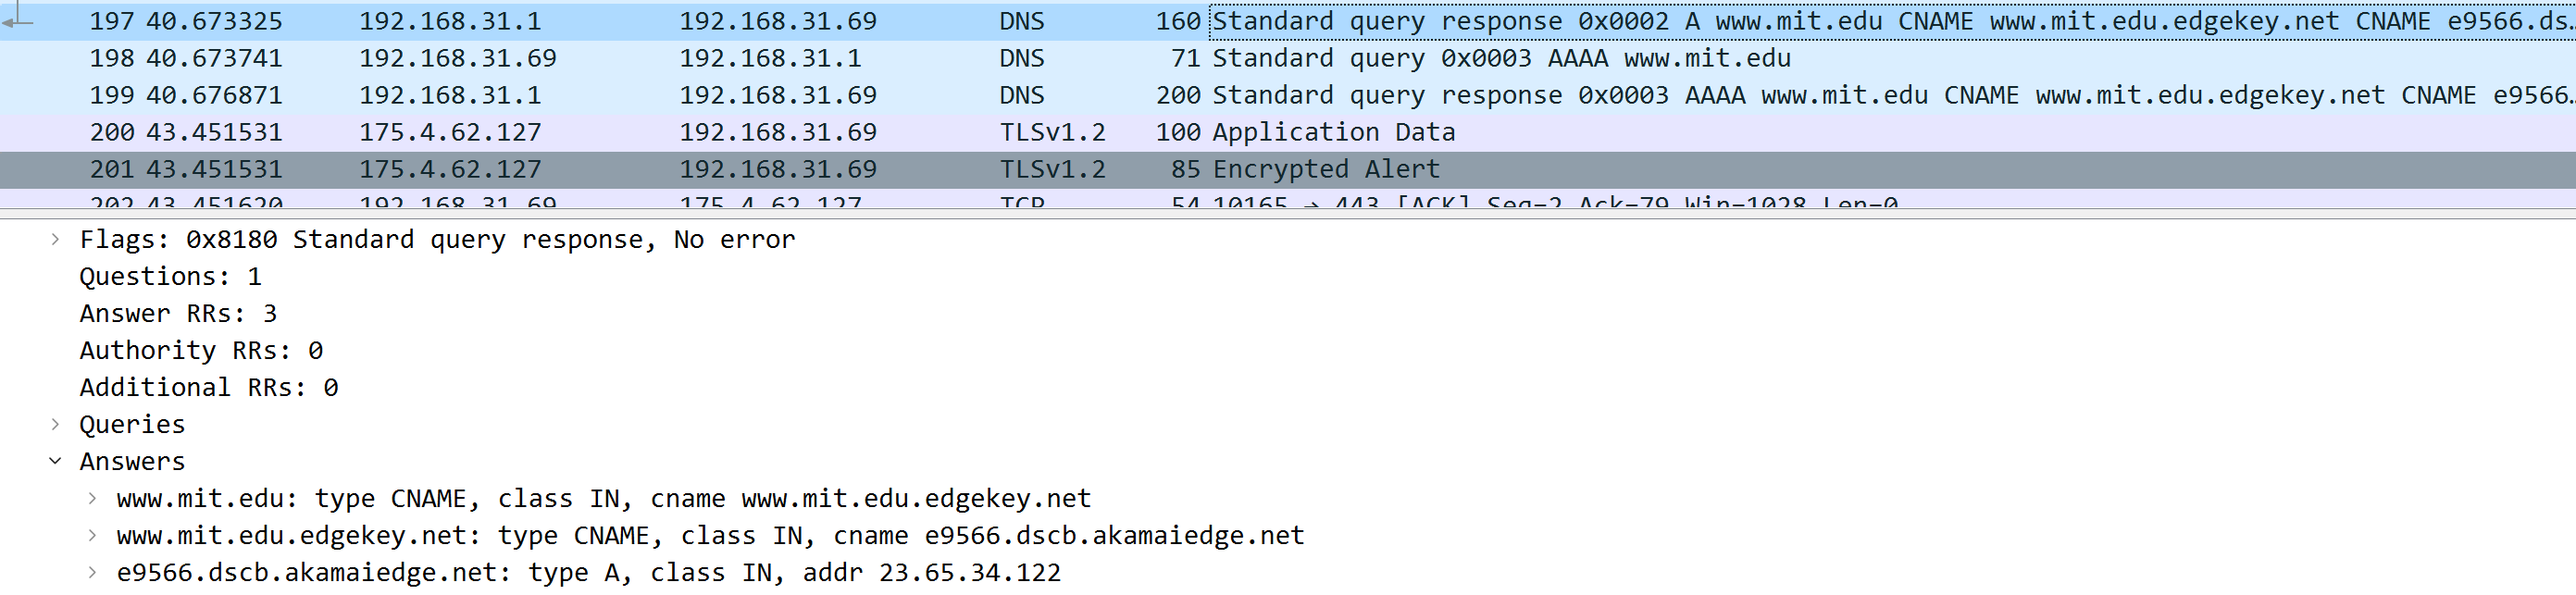 197 40.673325 192.168.31.1 192.168.31.69 DNS 160 Standard query response 0x0002 A www.mit.edu CNAME www.mit.edu.edgekey.net CNAME e9566.ds…
198 40.673741 192.168.31.69 192.168.31.1 DNS 71 Standard query 0x0003 AAAA www.mit.edu
199 40.676871 192.168.31.1 192.168.31.69 DNS 200 Standard query response 0x0003 AAAA www.mit.edu CNAME www.mit.edu.edgekey.net CNAME e9566…
200 43.451531 175.4.62.127 192.168.31.69 TLSv1.2 100 Application Data
201 43.451531 175.4.62.127 192.168.31.69 TLSv1.2 85 Encrypted Alert
202 43.451620 192.168.31.69 175.4.62.127 TCP 54 10165 → 443 [ACK] Seq=2 Ack=79 Win=1028 Len=0
Flags: 0x8180 Standard query response, No error
Questions: 1
Answer RRs: 3
Authority RRs: 0
Additional RRs: 0
Queries
Answers
www.mit.edu: type CNAME, class IN, cname www.mit.edu.edgekey.net
www.mit.edu.edgekey.net: type CNAME, class IN, cname e9566.dscb.akamaiedge.net
e9566.dscb.akamaiedge.net: type A, class IN, addr 23.65.34.122